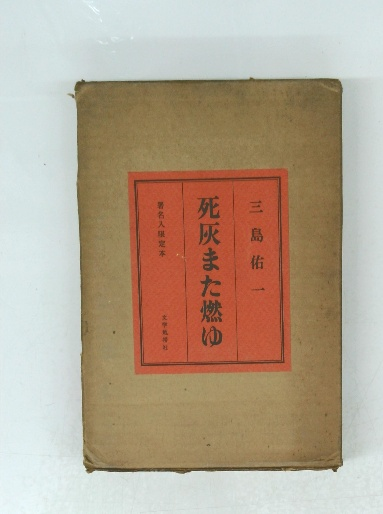 三島佑一
死灰また燃ゆ
署名入限定本